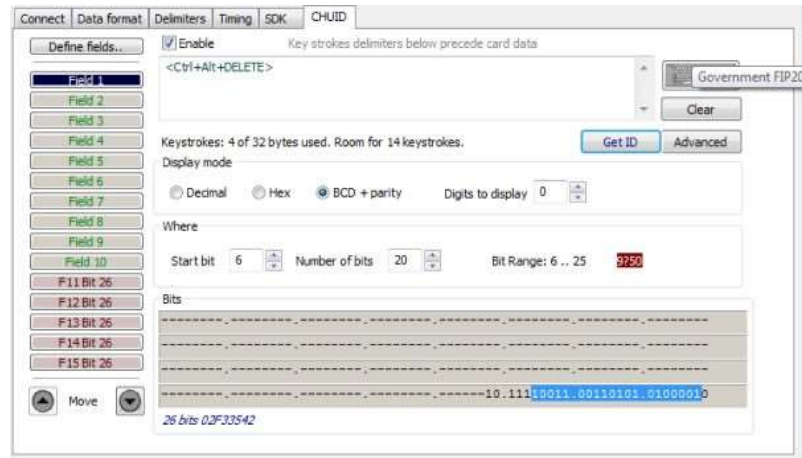 Connect Data format Delimiters Timing SDK CHUID
Define fields.. Enable Key strokes delimiters below precede card data
Field 1
Field 2
Field 3
Field 4
Field 5
Field 6
Field 7
Field 8
Field 9
Field 10
F11 Bit 26
F12 Bit 26
F13 Bit 26
F14 Bit 26
F15 Bit 26
Move
<Ctrl+Alt+DELETE>
Government FIP20
Clear
Keystrokes: 4 of 32 bytes used. Room for 14 keystrokes. Get ID Advanced
Display mode
Decimal Hex BCD + parity Digits to display 0
Where
Start bit 6 Number of bits 20 Bit Range: 6 .. 25 9?50
Bits
--------.--------.--------.--------.--------.--------.--------.--------
--------.--------.--------.--------.--------.--------.--------.--------
--------.--------.--------.--------.--------.--------.--------.--------
--------.--------.--------.--------.------10.11110011.00110101.01000010
26 bits 02F33542